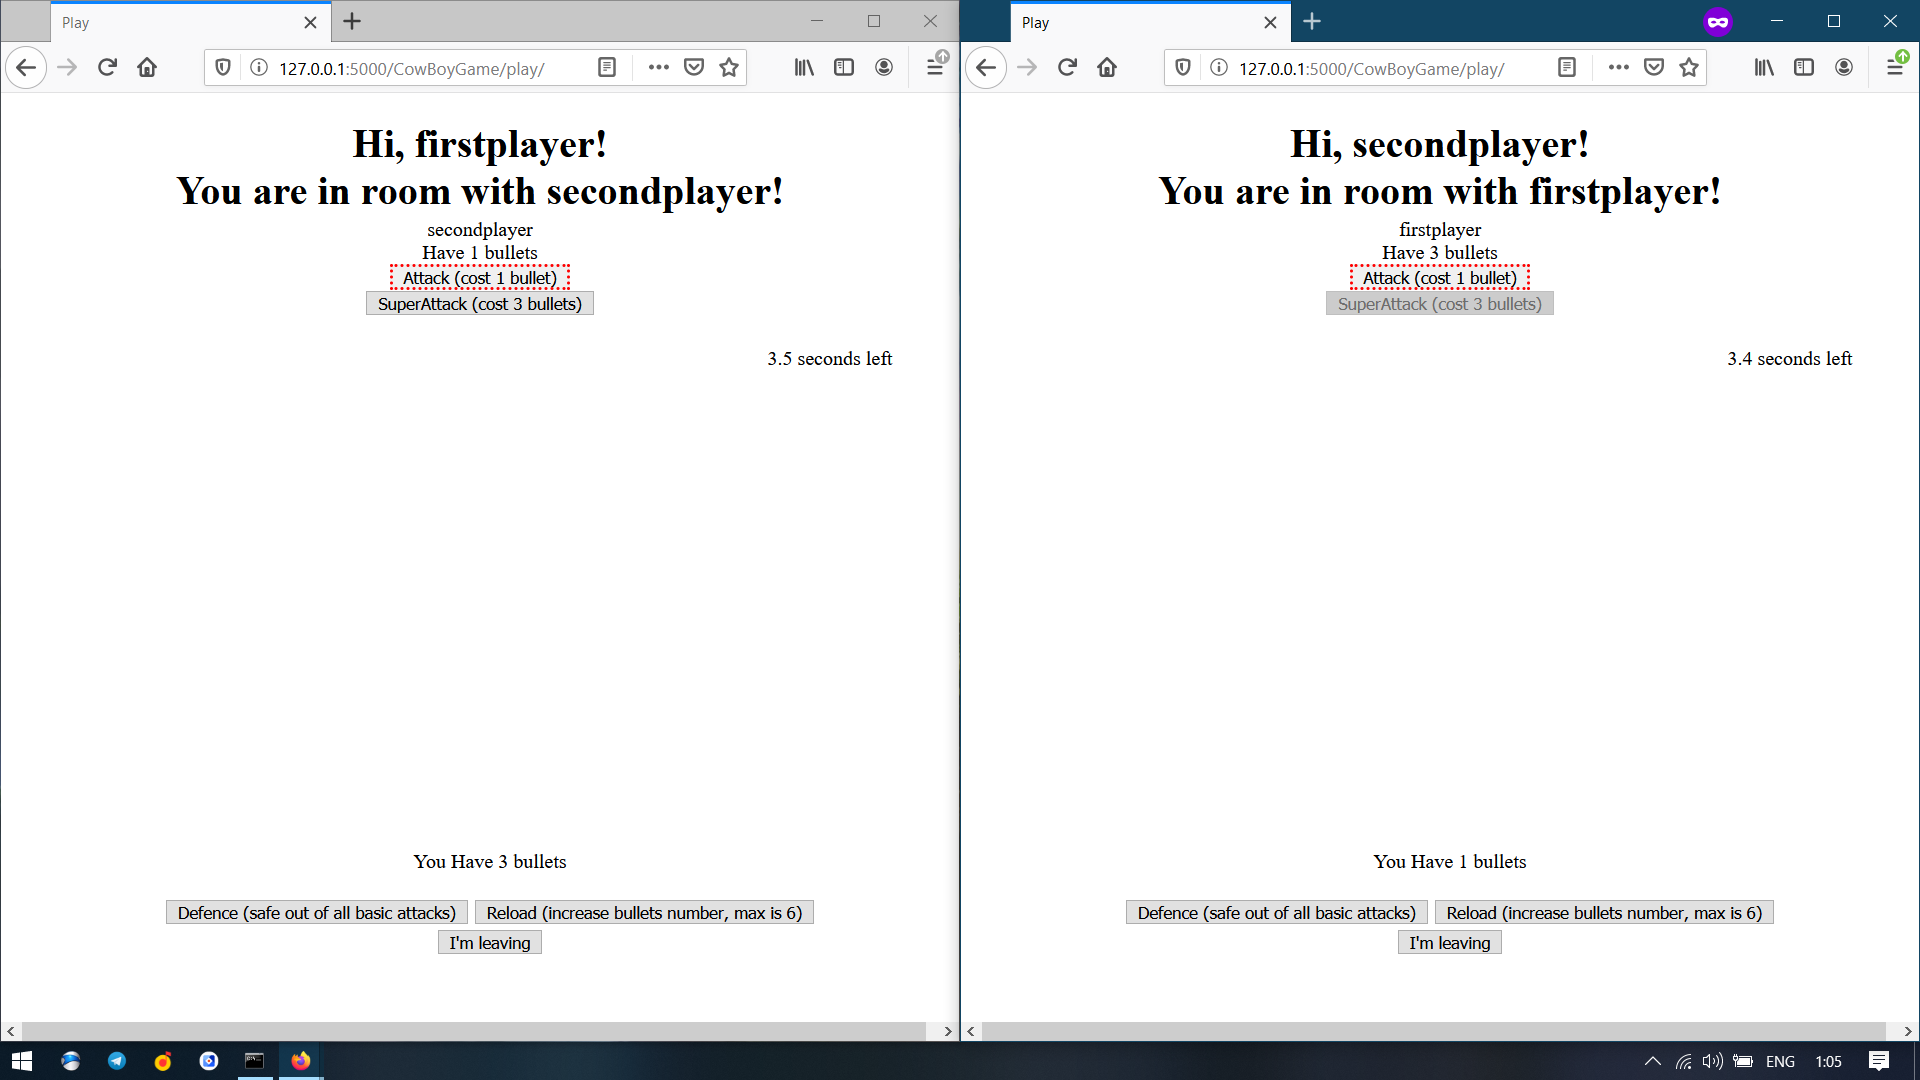 Play
127.0.0.1:5000/CowBoyGame/play/
Hi, firstplayer!
You are in room with secondplayer!
secondplayer
Have 1 bullets
Attack (cost 1 bullet)
SuperAttack (cost 3 bullets)
3.5 seconds left
You Have 3 bullets
Defence (safe out of all basic attacks) Reload (increase bullets number, max is 6)
I'm leaving
Play
127.0.0.1:5000/CowBoyGame/play/
Hi, secondplayer!
You are in room with firstplayer!
firstplayer
Have 3 bullets
Attack (cost 1 bullet)
SuperAttack (cost 3 bullets)
3.4 seconds left
You Have 1 bullets
Defence (safe out of all basic attacks) Reload (increase bullets number, max is 6)
I'm leaving
ENG 1:05